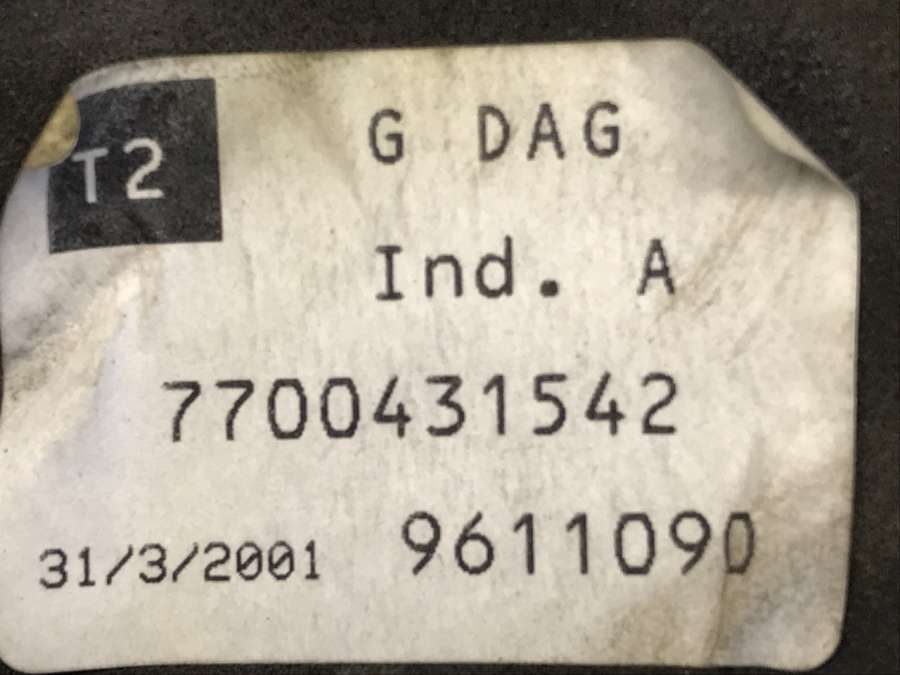 T2
G DAG
Ind. A
7700431542
31/3/2001 9611090